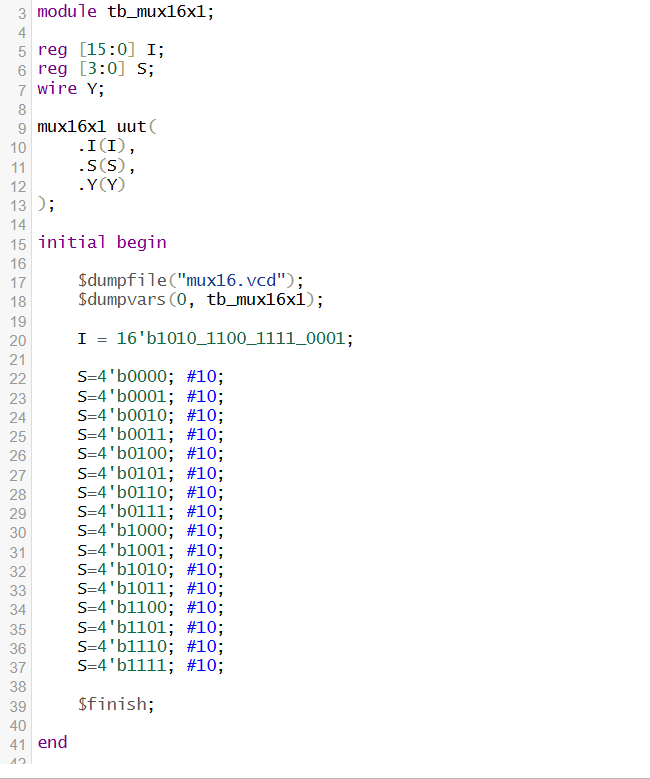 3 module tb_mux16x1;
4
5 reg [15:0] I;
6 reg [3:0] S;
7 wire Y;
8
9 mux16x1 uut(
10     .I(I),
11     .S(S),
12     .Y(Y)
13 );
14
15 initial begin
16
17     $dumpfile("mux16.vcd");
18     $dumpvars(0, tb_mux16x1);
19
20     I = 16'b1010_1100_1111_0001;
21
22     S=4'b0000; #10;
23     S=4'b0001; #10;
24     S=4'b0010; #10;
25     S=4'b0011; #10;
26     S=4'b0100; #10;
27     S=4'b0101; #10;
28     S=4'b0110; #10;
29     S=4'b0111; #10;
30     S=4'b1000; #10;
31     S=4'b1001; #10;
32     S=4'b1010; #10;
33     S=4'b1011; #10;
34     S=4'b1100; #10;
35     S=4'b1101; #10;
36     S=4'b1110; #10;
37     S=4'b1111; #10;
38
39     $finish;
40
41 end
42